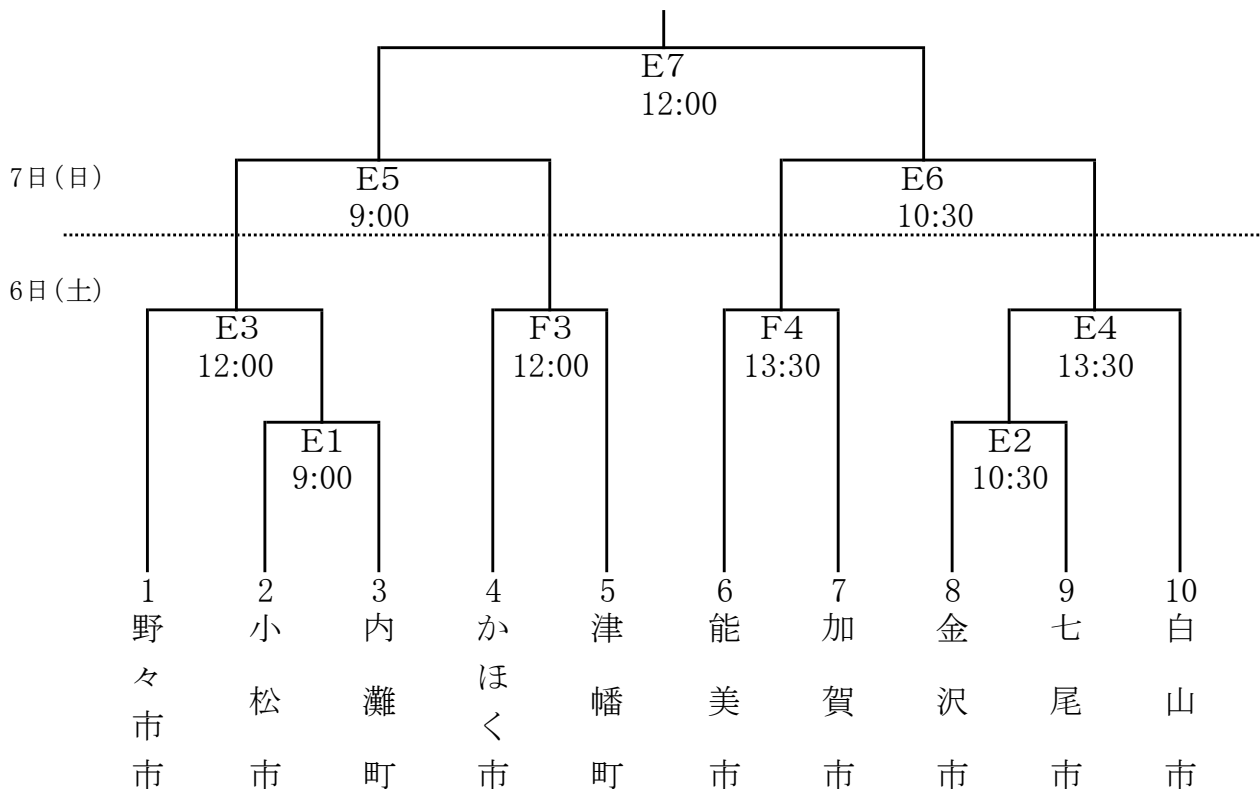 E7
12:00
7日(日)
E5
9:00
E6
10:30
6日(土)
E3
12:00
F3
12:00
F4
13:30
E4
13:30
E1
9:00
E2
10:30
1
野々市市
2
小松市
3
内灘町
4
かほく市
5
津幡町
6
能美市
7
加賀市
8
金沢市
9
七尾市
10
白山市